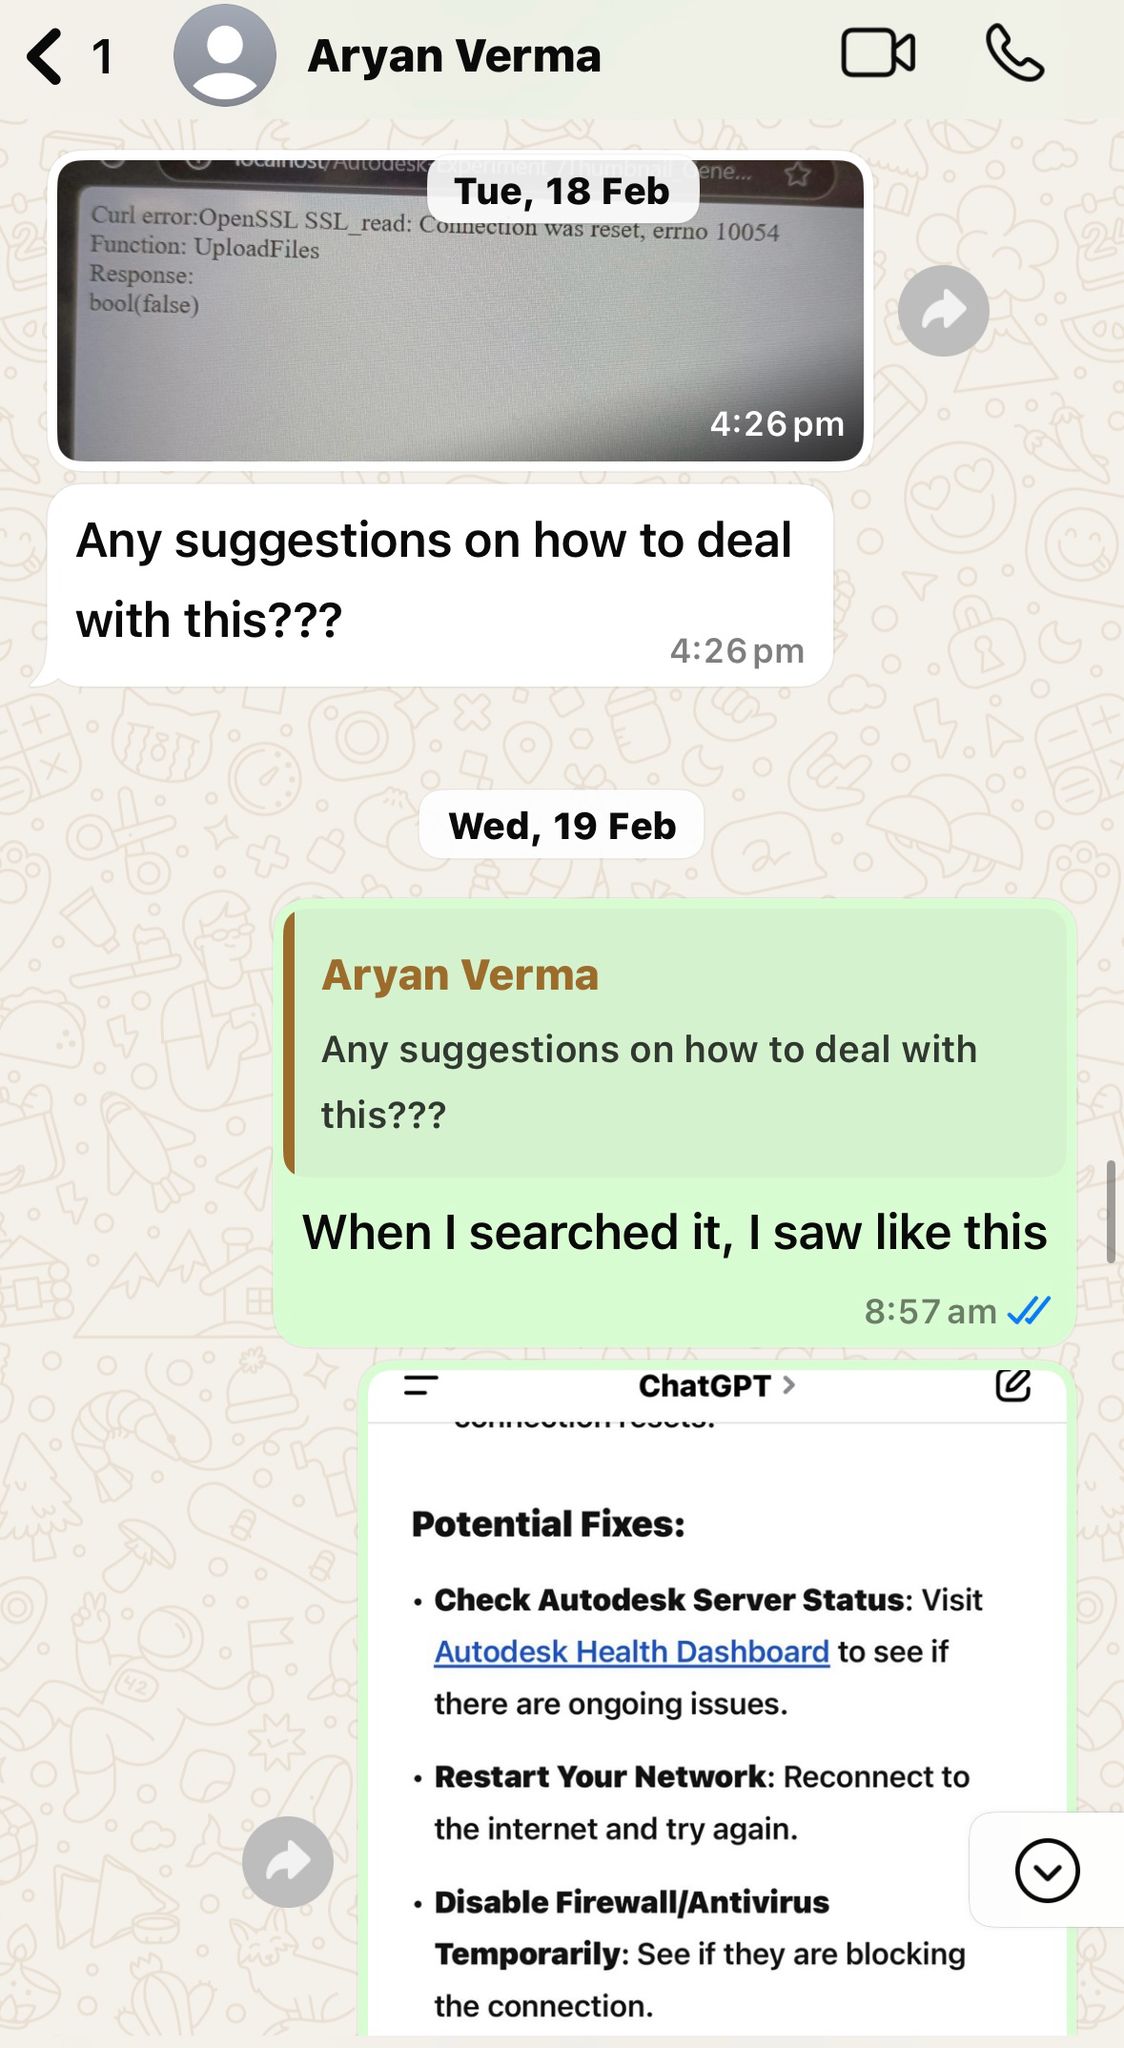 1 Aryan Verma
localhost/Autodesk-Experiment /Thumbnail Gene...
Tue, 18 Feb
Curl error:OpenSSL SSL_read: Connection was reset, errno 10054
Function: UploadFiles
Response:
bool(false)
4:26 pm
Any suggestions on how to deal
with this???
4:26 pm
Wed, 19 Feb
Aryan Verma
Any suggestions on how to deal with
this???
When I searched it, I saw like this
8:57 am
ChatGPT >
connection resets.
Potential Fixes:
• Check Autodesk Server Status: Visit
Autodesk Health Dashboard to see if
there are ongoing issues.
• Restart Your Network: Reconnect to
the internet and try again.
• Disable Firewall/Antivirus
Temporarily: See if they are blocking
the connection.